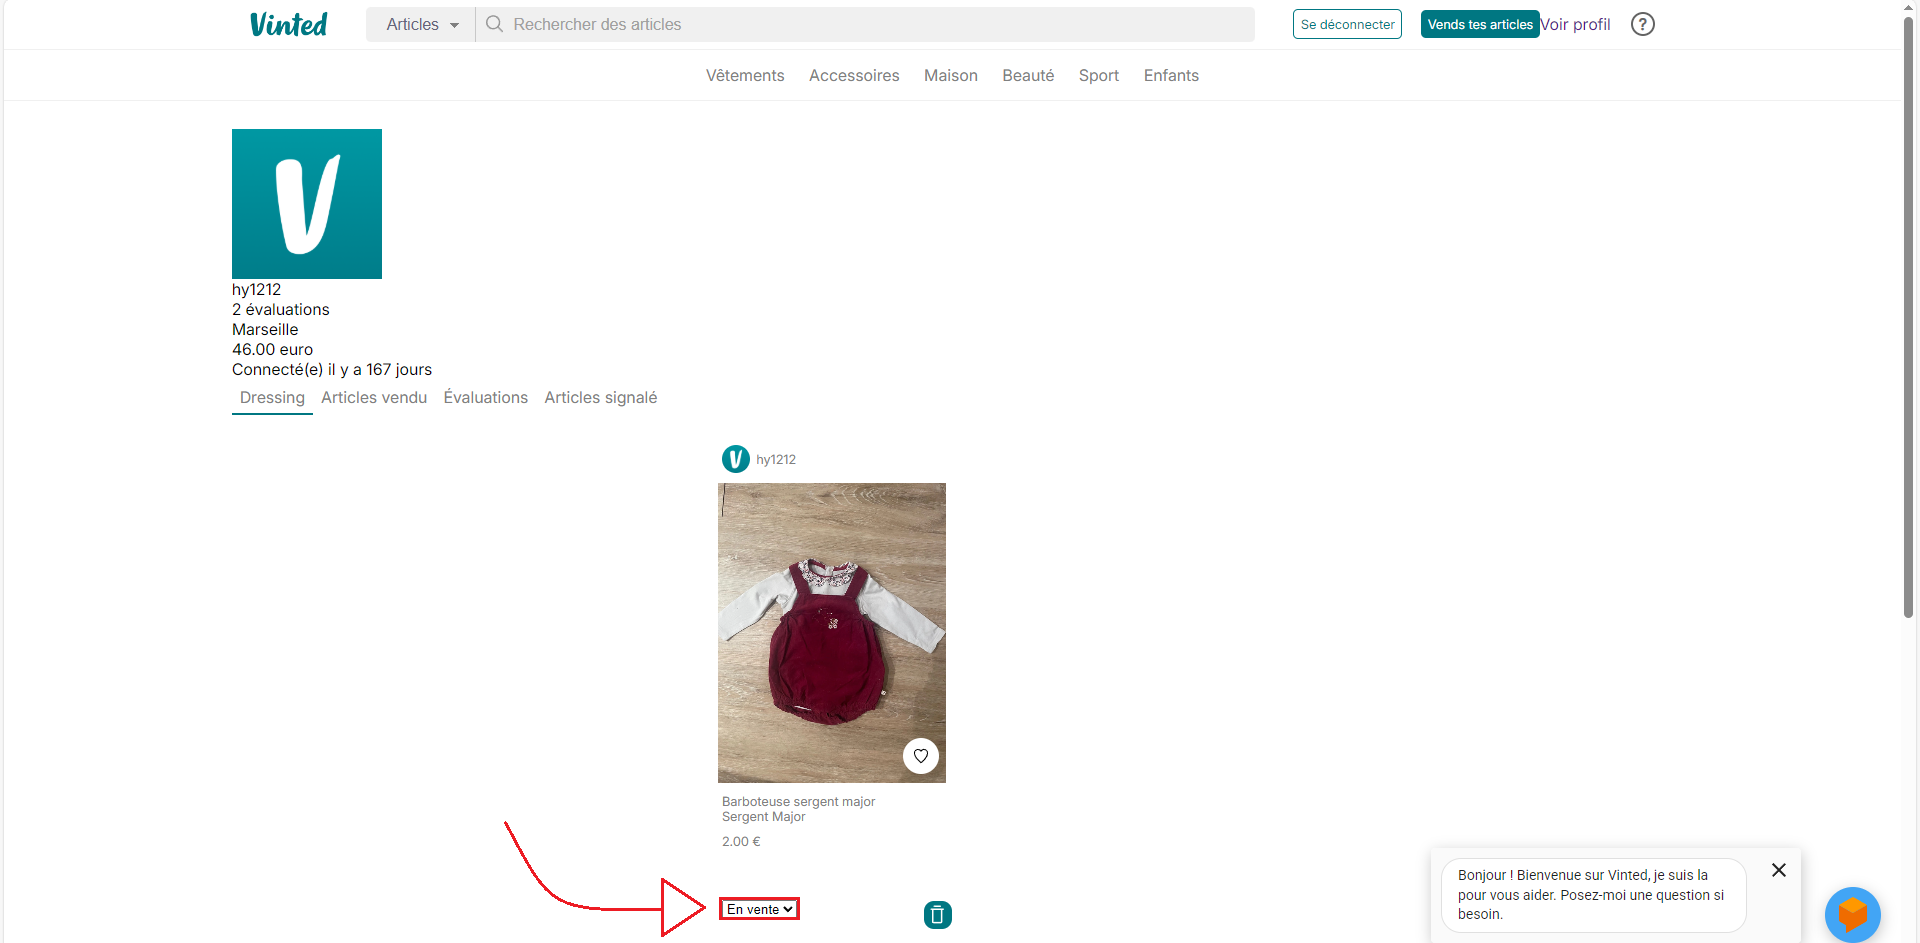 Vinted
Articles
Rechercher des articles
Se déconnecter
Vends tes articles
Voir profil
?
Vêtements
Accessoires
Maison
Beauté
Sport
Enfants
V
hy1212
2 évaluations
Marseille
46.00 euro
Connecté(e) il y a 167 jours
Dressing
Articles vendu
Évaluations
Articles signalé
V
hy1212
Barboteuse sergent major
Sergent Major
2.00 €
En vente
Bonjour ! Bienvenue sur Vinted, je suis la
pour vous aider. Posez-moi une question si
besoin.